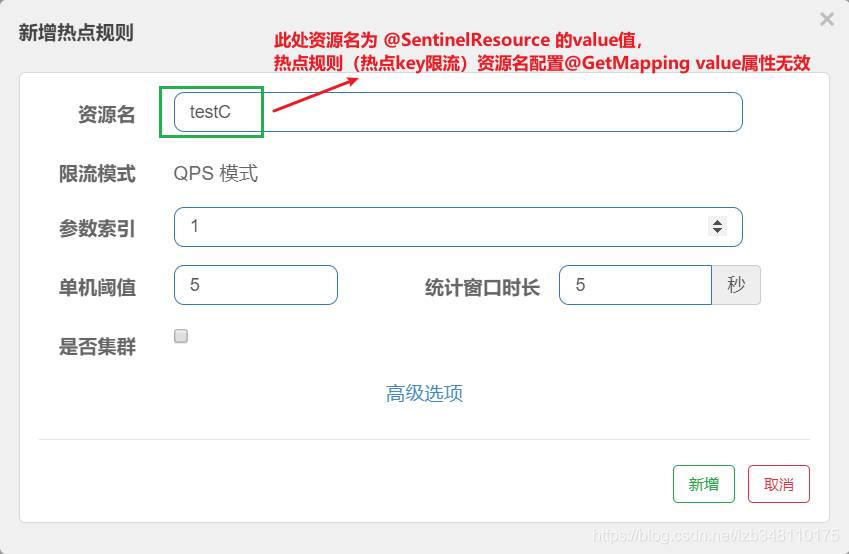 新增热点规则
×
此处资源名为 @SentinelResource 的value值,
热点规则（热点key限流）资源名配置@GetMapping value属性无效
资源名 testC
限流模式 QPS 模式
参数索引 1
单机阈值 5 统计窗口时长 5 秒
是否集群
高级选项
新增 取消
https://blog.csdn.net/lzb348110175